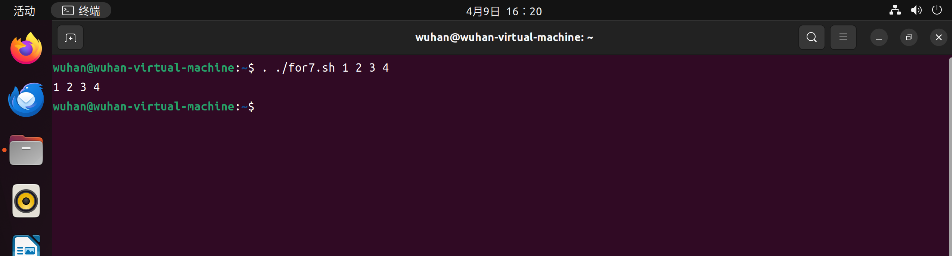 活动 终端 4月9日 16：20
wuhan@wuhan-virtual-machine: ~
wuhan@wuhan-virtual-machine:~$ . ./for7.sh 1 2 3 4
1 2 3 4
wuhan@wuhan-virtual-machine:~$